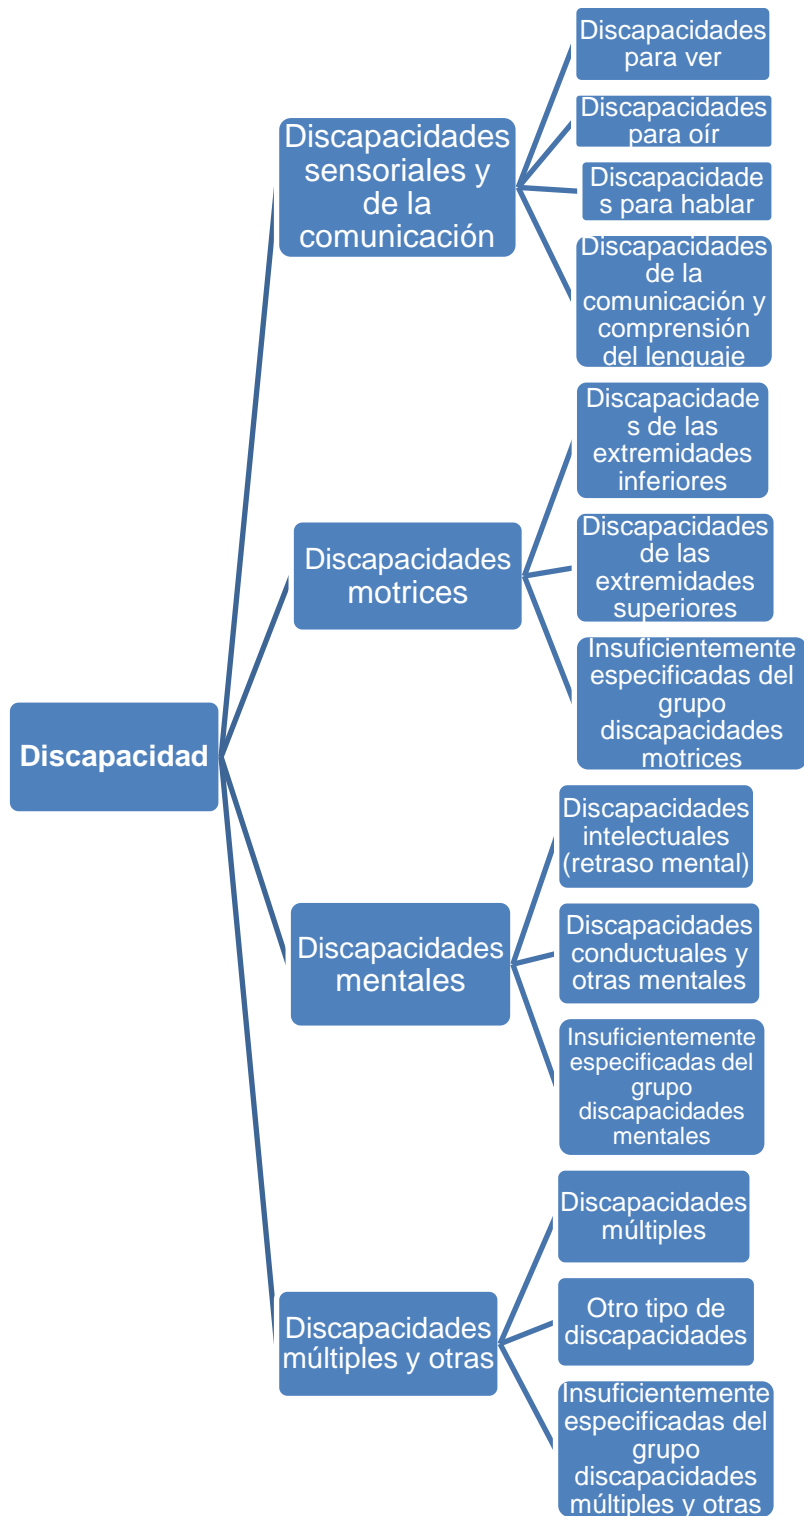 Discapacidad
Discapacidades
sensoriales y
de la
comunicación
Discapacidades
para ver
Discapacidades
para oír
Discapacidade
s para hablar
Discapacidades
de la
comunicación y
comprensión
del lenguaje
Discapacidades
motrices
Discapacidade
s de las
extremidades
inferiores
Discapacidades
de las
extremidades
superiores
Insuficientemente
especificadas del
grupo
discapacidades
motrices
Discapacidades
mentales
Discapacidades
intelectuales
(retraso mental)
Discapacidades
conductuales y
otras mentales
Insuficientemente
especificadas del
grupo
discapacidades
mentales
Discapacidades
múltiples y otras
Discapacidades
múltiples
Otro tipo de
discapacidades
Insuficientemente
especificadas del
grupo
discapacidades
múltiples y otras